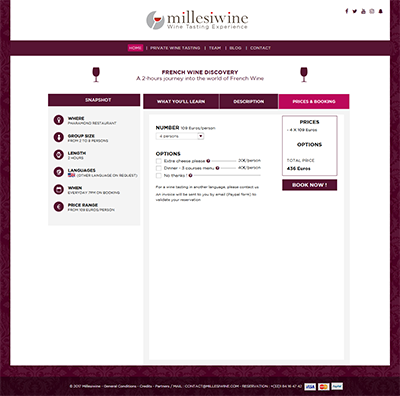 millesiwine
Wine Tasting Experience
HOME | PRIVATE WINE TASTING | TEAM | BLOG | CONTACT
FRENCH WINE DISCOVERY
A 2-hours journey into the world of French Wine
SNAPSHOT
WHERE
PHARAMOND RESTAURANT
GROUP SIZE
FROM 2 TO 8 PERSONS
LENGTH
2 HOURS
LANGUAGES
(OTHER LANGUAGE ON REQUEST)
WHEN
EVERYDAY 7PM ON BOOKING
PRICE RANGE
FROM 109 EUROS/PERSON
WHAT YOU'LL LEARN
DESCRIPTION
PRICES & BOOKING
NUMBER 109 Euros/person
4 persons
OPTIONS
Extra cheese please
20€/person
Dinner - 3 courses menu
No thanks !
For a wine tasting in another language, please contact us
An invoice will be sent to you by email (Paypal form) to
validate your reservation
PRICES
- 4 X 109 Euros
OPTIONS
TOTAL PRICE
436 Euros
BOOK NOW !
© 2017 Millesiwine - General Conditions - Credits - Partners / MAIL : CONTACT@MILLESIWINE.COM - RESERVATION :
VISA